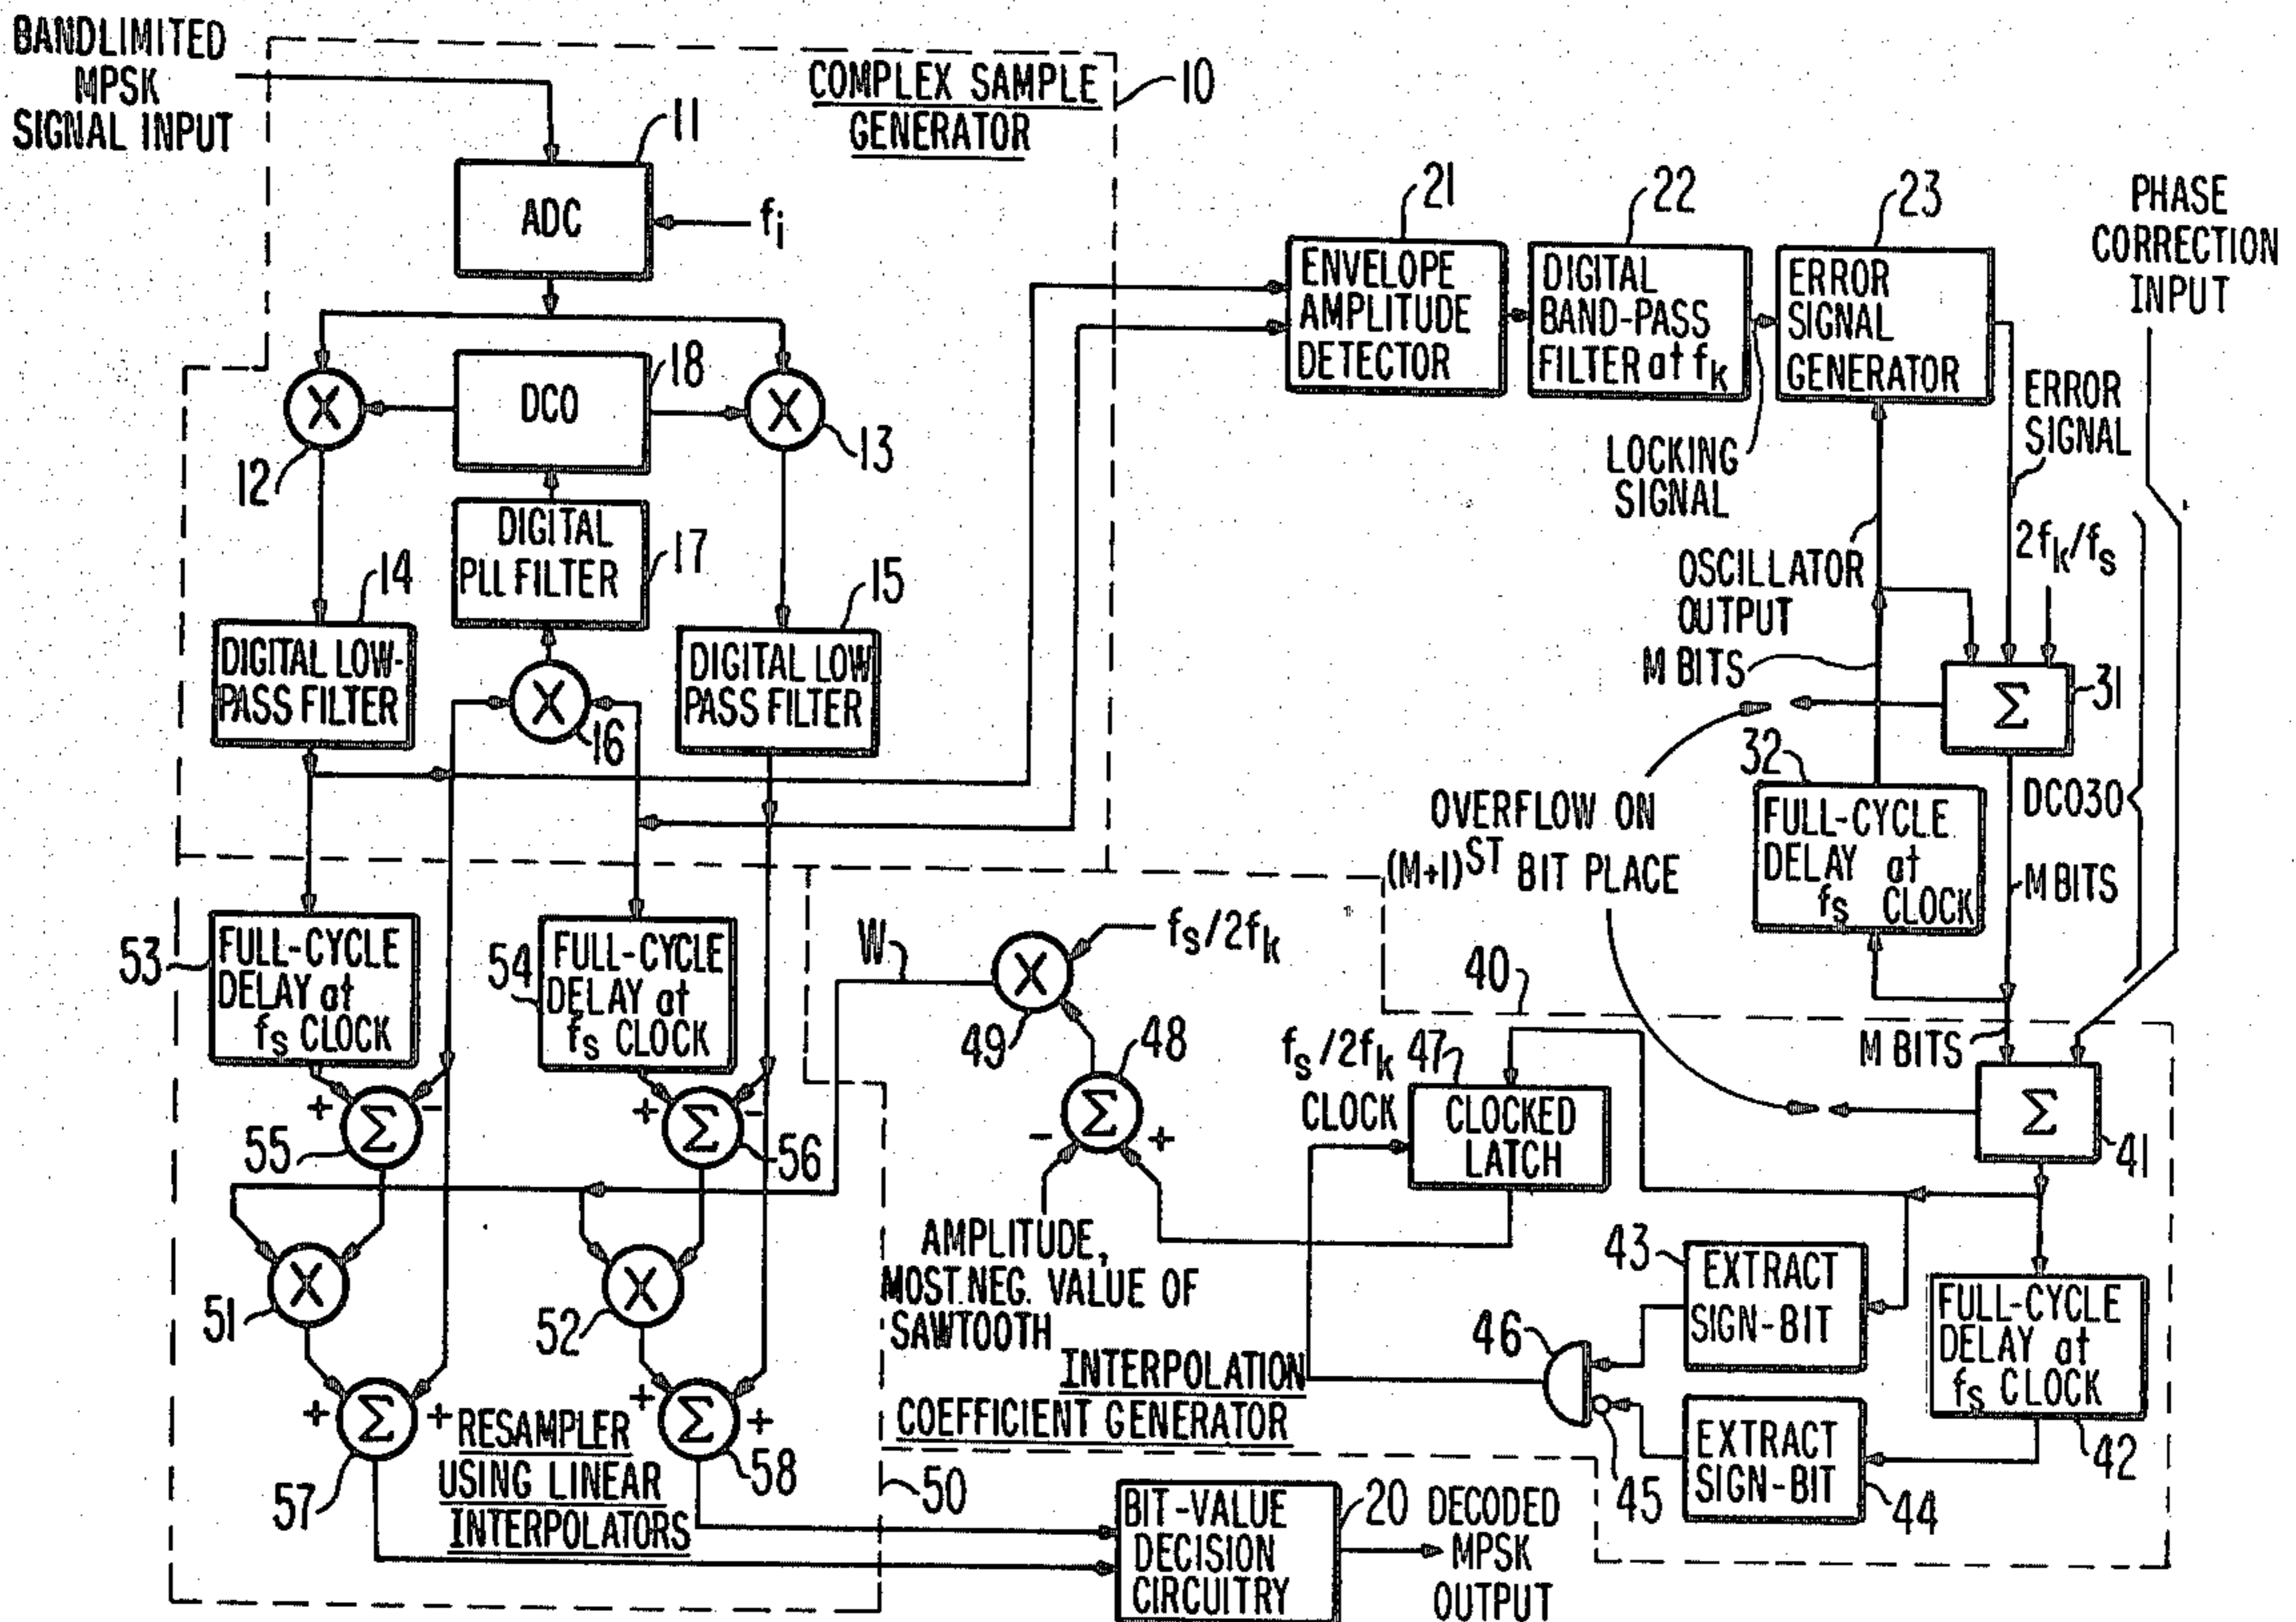 BANDLIMITED
MPSK
SIGNAL INPUT
COMPLEX SAMPLE
GENERATOR
10
11
ADC
fi
12
DCO
18
13
DIGITAL
PLL FILTER
17
14
DIGITAL LOW-
PASS FILTER
15
DIGITAL LOW
PASS FILTER
X
X
X
16
21
ENVELOPE
AMPLITUDE
DETECTOR
22
DIGITAL
BAND-PASS
FILTER at fk
23
ERROR
SIGNAL
GENERATOR
PHASE
CORRECTION
INPUT
LOCKING
SIGNAL
ERROR
SIGNAL
2fk/fs
OSCILLATOR
OUTPUT
M BITS
Σ
31
32
FULL-CYCLE
DELAY at
fs CLOCK
DCO30
M BITS
OVERFLOW ON
(M+1)ST BIT PLACE
40
M BITS
Σ
41
53
FULL-CYCLE
DELAY at
fs CLOCK
54
FULL-CYCLE
DELAY at
fs CLOCK
W
fs/2fk
X
49
Σ
48
-
+
fs/2fk
CLOCK
47
CLOCKED
LATCH
+
-
Σ
55
+
-
Σ
56
X
51
X
52
AMPLITUDE,
MOST NEG. VALUE OF
SAWTOOTH
43
EXTRACT
SIGN-BIT
FULL-CYCLE
DELAY at
fs CLOCK
42
46
45
EXTRACT
SIGN-BIT
44
INTERPOLATION
COEFFICIENT GENERATOR
+
Σ
+
57
+
Σ
+
58
RESAMPLER
USING LINEAR
INTERPOLATORS
50
BIT-VALUE
DECISION
CIRCUITRY
20
DECODED
MPSK
OUTPUT